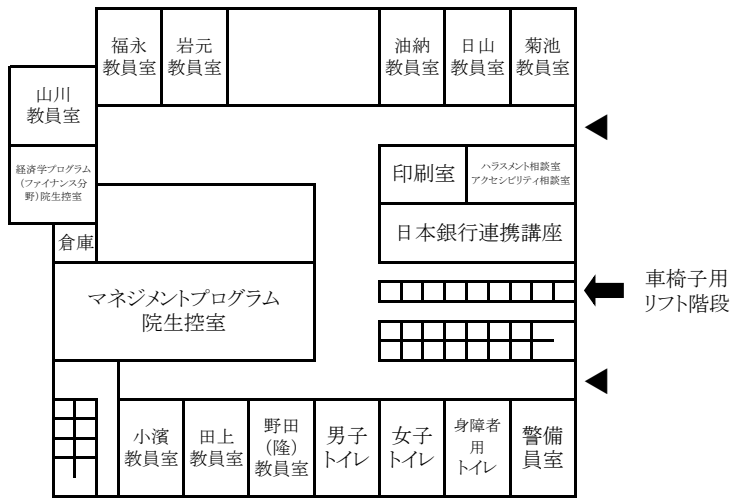 福永
教員室
岩元
教員室
油納
教員室
日山
教員室
菊池
教員室
山川
教員室
経済学プログラム
(ファイナンス分
野)院生控室
印刷室
ハラスメント相談室
アクセシビリティ相談室
倉庫
日本銀行連携講座
マネジメントプログラム
院生控室
車椅子用
リフト階段
小濱
教員室
田上
教員室
野田
(隆)
教員室
男子
トイレ
女子
トイレ
身障者
用
トイレ
警備
員室